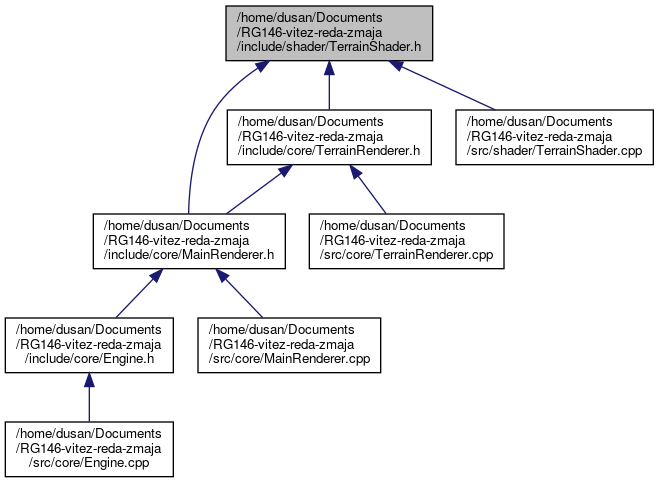 /home/dusan/Documents
/RG146-vitez-reda-zmaja
/include/shader/TerrainShader.h
/home/dusan/Documents
/RG146-vitez-reda-zmaja
/include/core/TerrainRenderer.h
/home/dusan/Documents
/RG146-vitez-reda-zmaja
/src/shader/TerrainShader.cpp
/home/dusan/Documents
/RG146-vitez-reda-zmaja
/include/core/MainRenderer.h
/home/dusan/Documents
/RG146-vitez-reda-zmaja
/src/core/TerrainRenderer.cpp
/home/dusan/Documents
/RG146-vitez-reda-zmaja
/include/core/Engine.h
/home/dusan/Documents
/RG146-vitez-reda-zmaja
/src/core/MainRenderer.cpp
/home/dusan/Documents
/RG146-vitez-reda-zmaja
/src/core/Engine.cpp